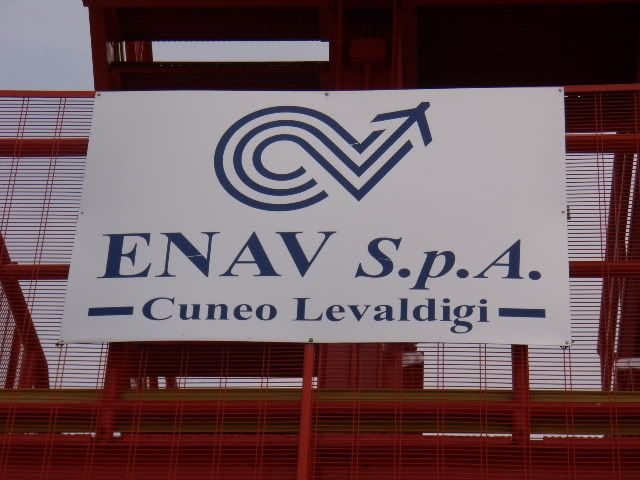 ENAV S.p.A.
Cuneo Levaldigi